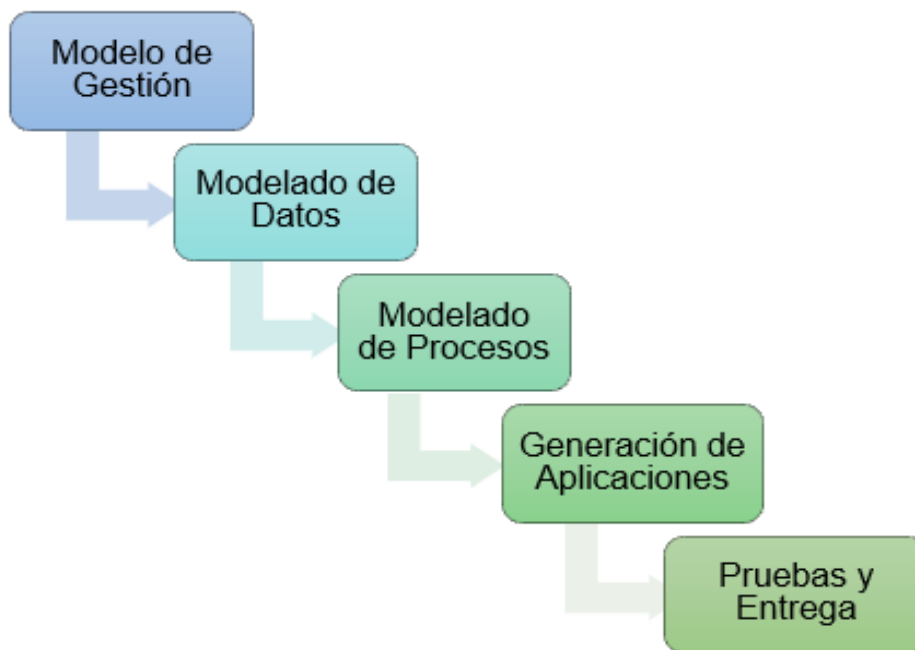 Modelo de
Gestión
Modelado de
Datos
Modelado
de Procesos
Generación de
Aplicaciones
Pruebas y
Entrega